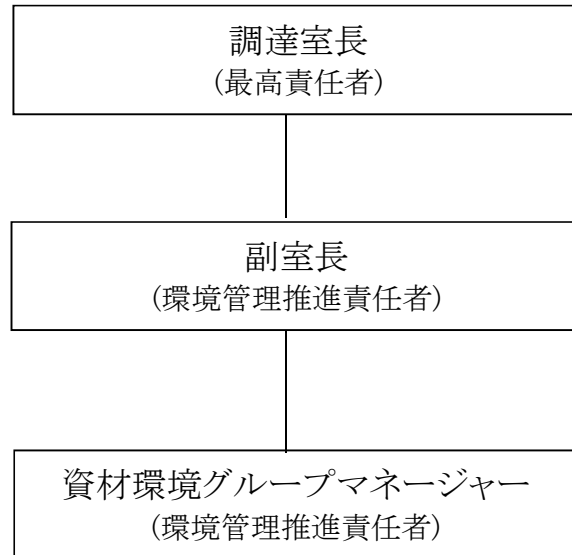 調達室長
(最高責任者)
副室長
(環境管理推進責任者)
資材環境グループマネージャー
(環境管理推進責任者)